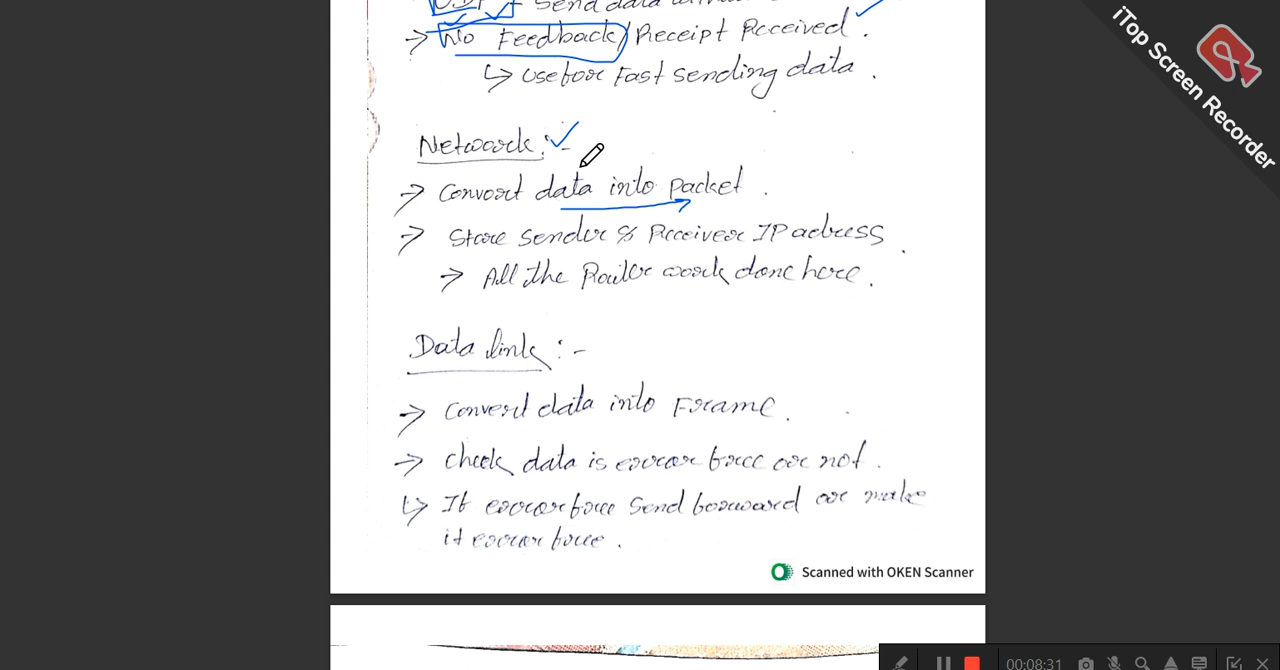 UDP → Send data
→ No Feedback/Receipt Received.
↳ Use for Fast sending data.
Network :-
→ Convert data into packet.
→ Store Sender & Receiver IP adress.
→ All the Router work done here.
Data link :-
→ Convert data into Frame.
→ Check data is error free or not.
↳ If error free Send forward or make
it error free.
Scanned with OKEN Scanner
iTop Screen Recorder
00:08:31